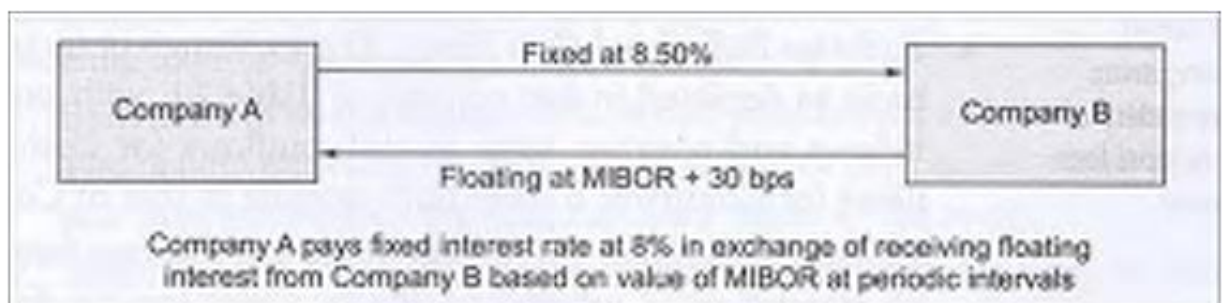 Fixed at 8.50%
Company A
Company B
Floating at MIBOR + 30 bps
Company A pays fixed interest rate at 8% in exchange of receiving floating
interest from Company B based on value of MIBOR at periodic intervals